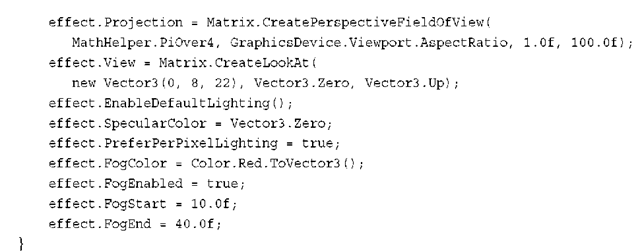 effect.Projection = Matrix.CreatePerspectiveFieldOfView(
MathHelper.PiOver4, GraphicsDevice.Viewport.AspectRatio, 1.0f, 100.0f);
effect.View = Matrix.CreateLookAt(
new Vector3(0, 8, 22), Vector3.Zero, Vector3.Up);
effect.EnableDefaultLighting();
effect.SpecularColor = Vector3.Zero;
effect.PreferPerPixelLighting = true;
effect.FogColor = Color.Red.ToVector3();
effect.FogEnabled = true;
effect.FogStart = 10.0f;
effect.FogEnd = 40.0f;
}